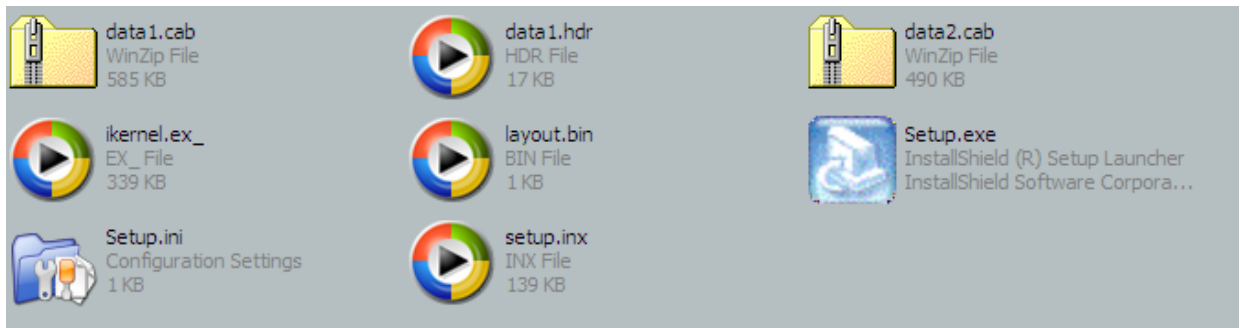 data1.cab
WinZip File
585 KB
data1.hdr
HDR File
17 KB
data2.cab
WinZip File
490 KB
ikernel.ex_
EX_ File
339 KB
layout.bin
BIN File
1 KB
Setup.exe
InstallShield (R) Setup Launcher
InstallShield Software Corpora...
Setup.ini
Configuration Settings
1 KB
setup.inx
INX File
139 KB